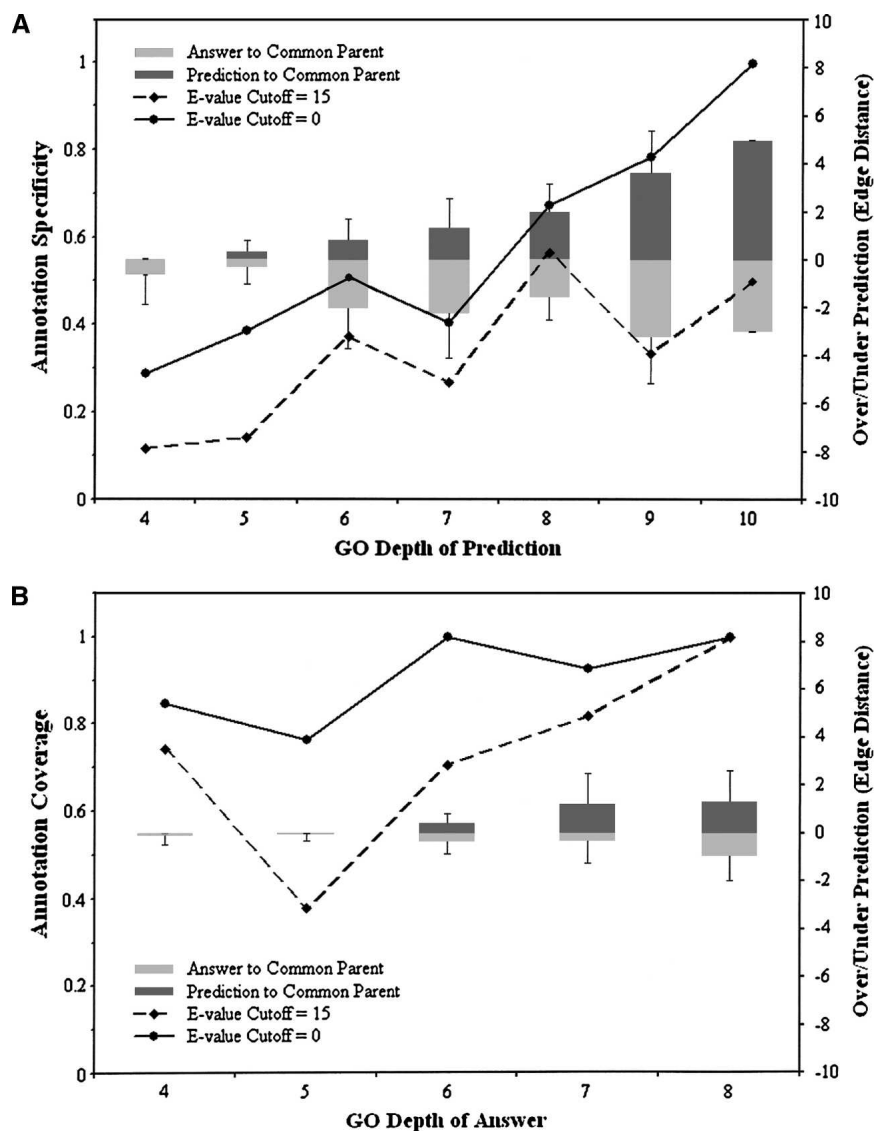 A
Answer to Common Parent
Prediction to Common Parent
E-value Cutoff = 15
E-value Cutoff = 0
Annotation Specificity
1
0.8
0.6
0.4
0.2
0
10
8
6
4
2
0
-2
-4
-6
-8
-10
Over/Under Prediction (Edge Distance)
4 5 6 7 8 9 10
GO Depth of Prediction
B
Annotation Coverage
1
0.8
0.6
0.4
0.2
0
10
8
6
4
2
0
-2
-4
-6
-8
-10
Over/Under Prediction (Edge Distance)
Answer to Common Parent
Prediction to Common Parent
E-value Cutoff = 15
E-value Cutoff = 0
4 5 6 7 8
GO Depth of Answer